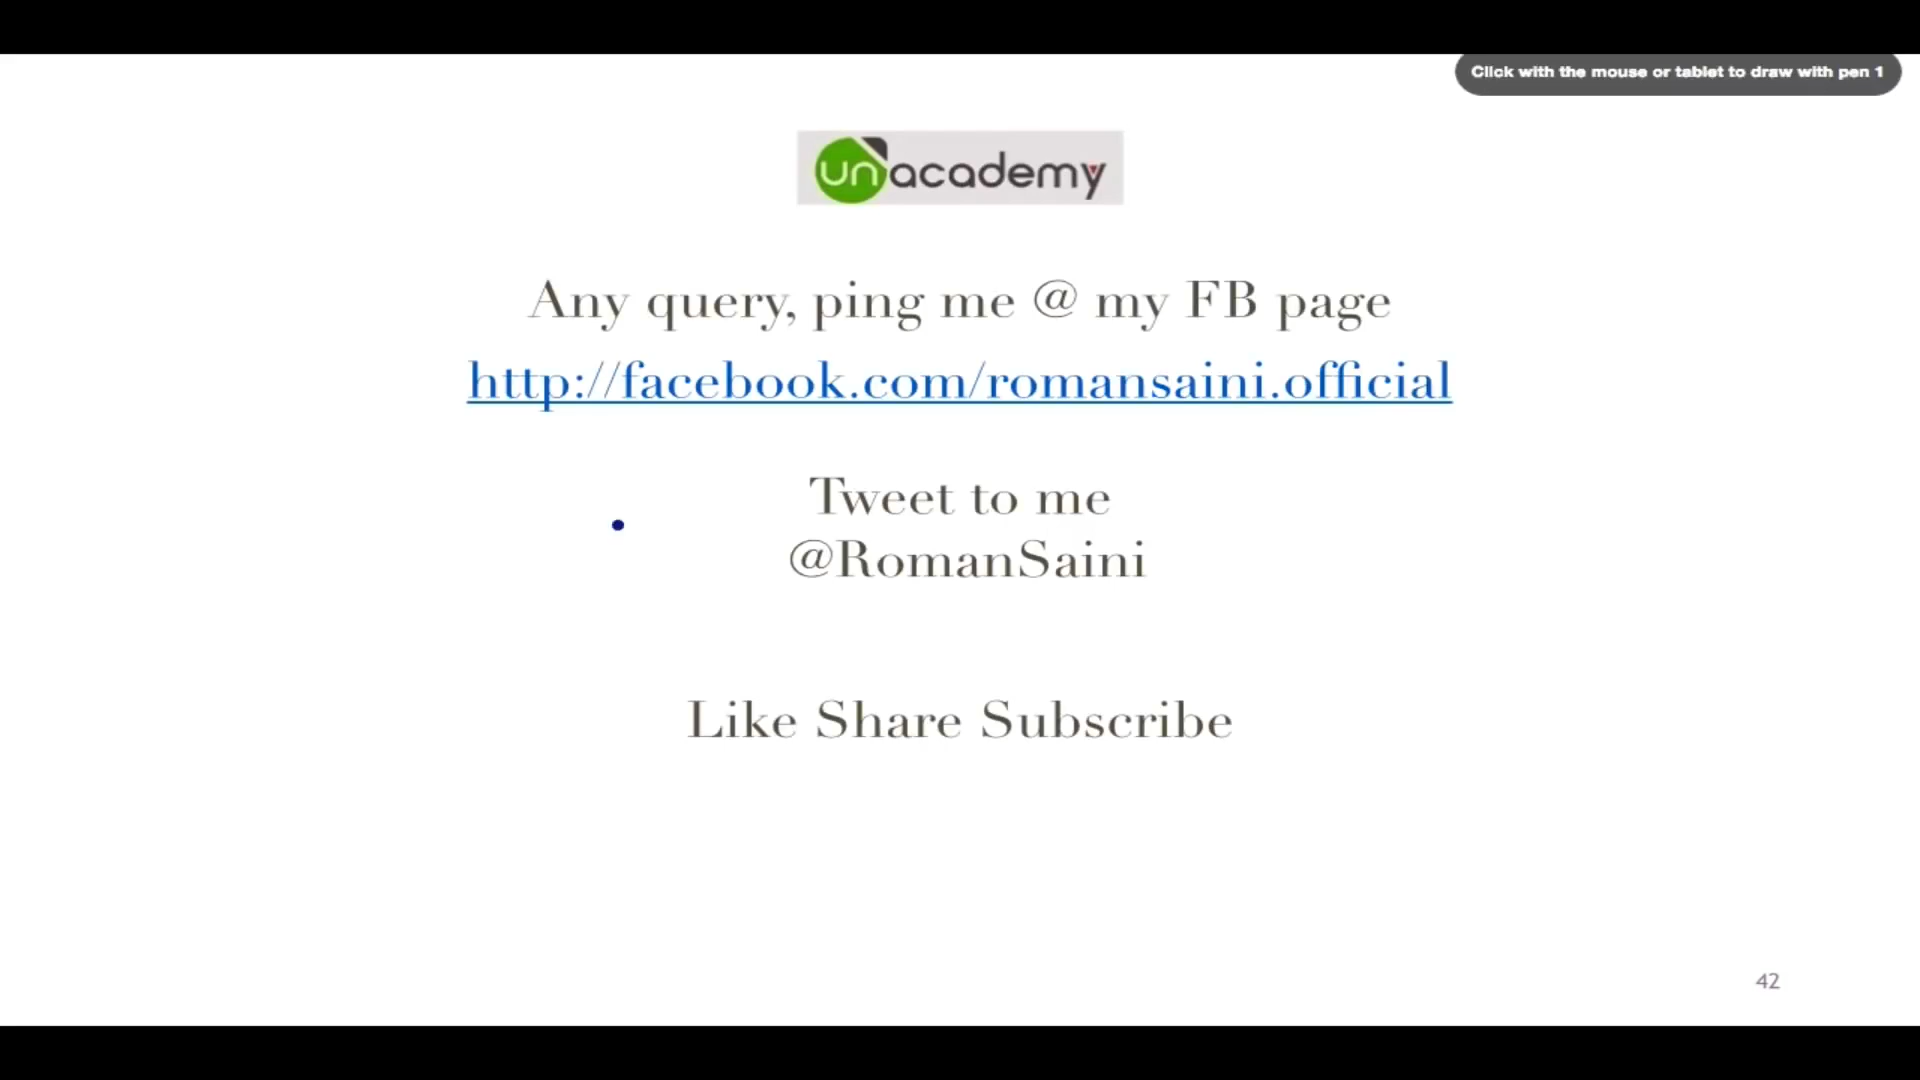 Click with the mouse or tablet to draw with pen 1
unacademy
Any query, ping me @ my FB page
http://facebook.com/romansaini.official
Tweet to me
@RomanSaini
Like Share Subscribe
42